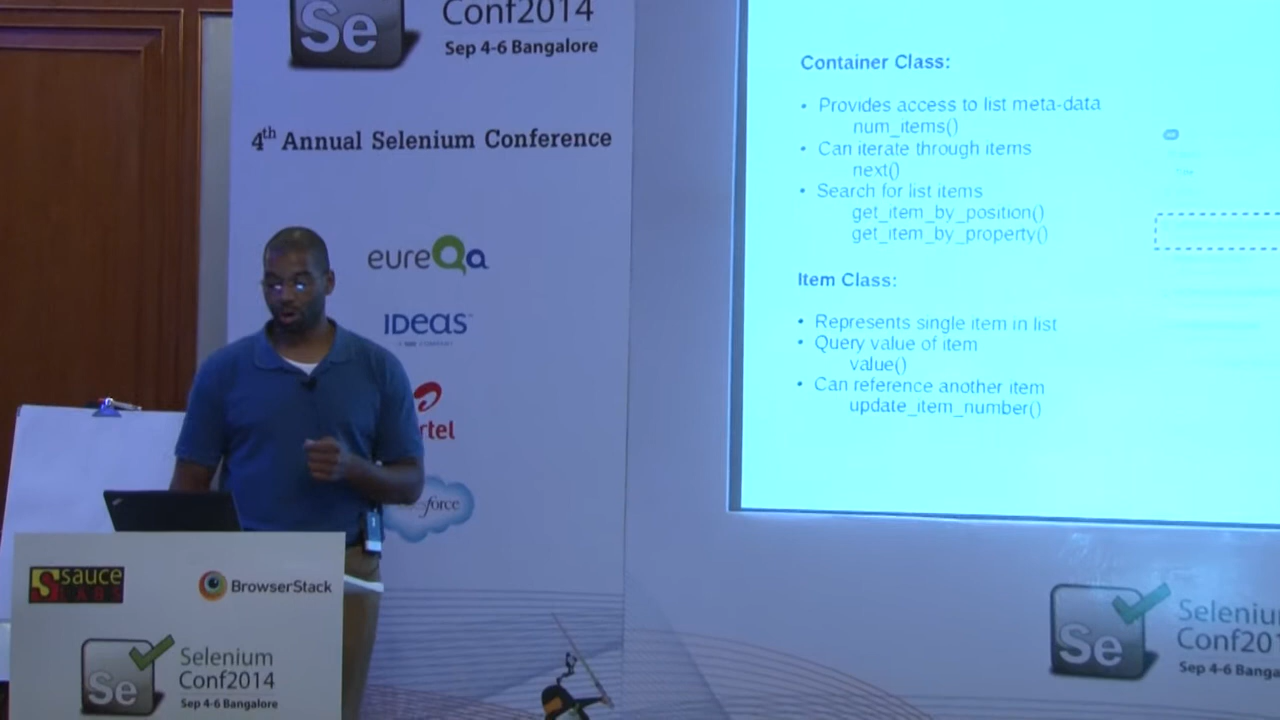 Se
Conf2014
Sep 4-6 Bangalore
4th Annual Selenium Conference
eureQa
IDeaS
rtel
force
sauce
LABS
BrowserStack
Se
Selenium
Conf2014
Sep 4-6 Bangalore
Container Class:
• Provides access to list meta-data
num_items()
• Can iterate through items
next()
• Search for list items
get_item_by_position()
get_item_by_property()
Item Class:
• Represents single item in list
• Query value of item
value()
• Can reference another item
update_item_number()
Se
Seleniu
Conf201
Sep 4-6 Banga